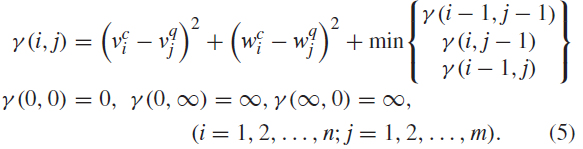 γ(i, j) = (v_i^c − v_j^q)^2 + (w_i^c − w_j^q)^2 + min { γ(i − 1, j − 1)
γ(i, j − 1)
γ(i − 1, j) }
γ(0, 0) = 0, γ(0, ∞) = ∞, γ(∞, 0) = ∞,
(i = 1, 2, . . . , n; j = 1, 2, . . . , m). (5)